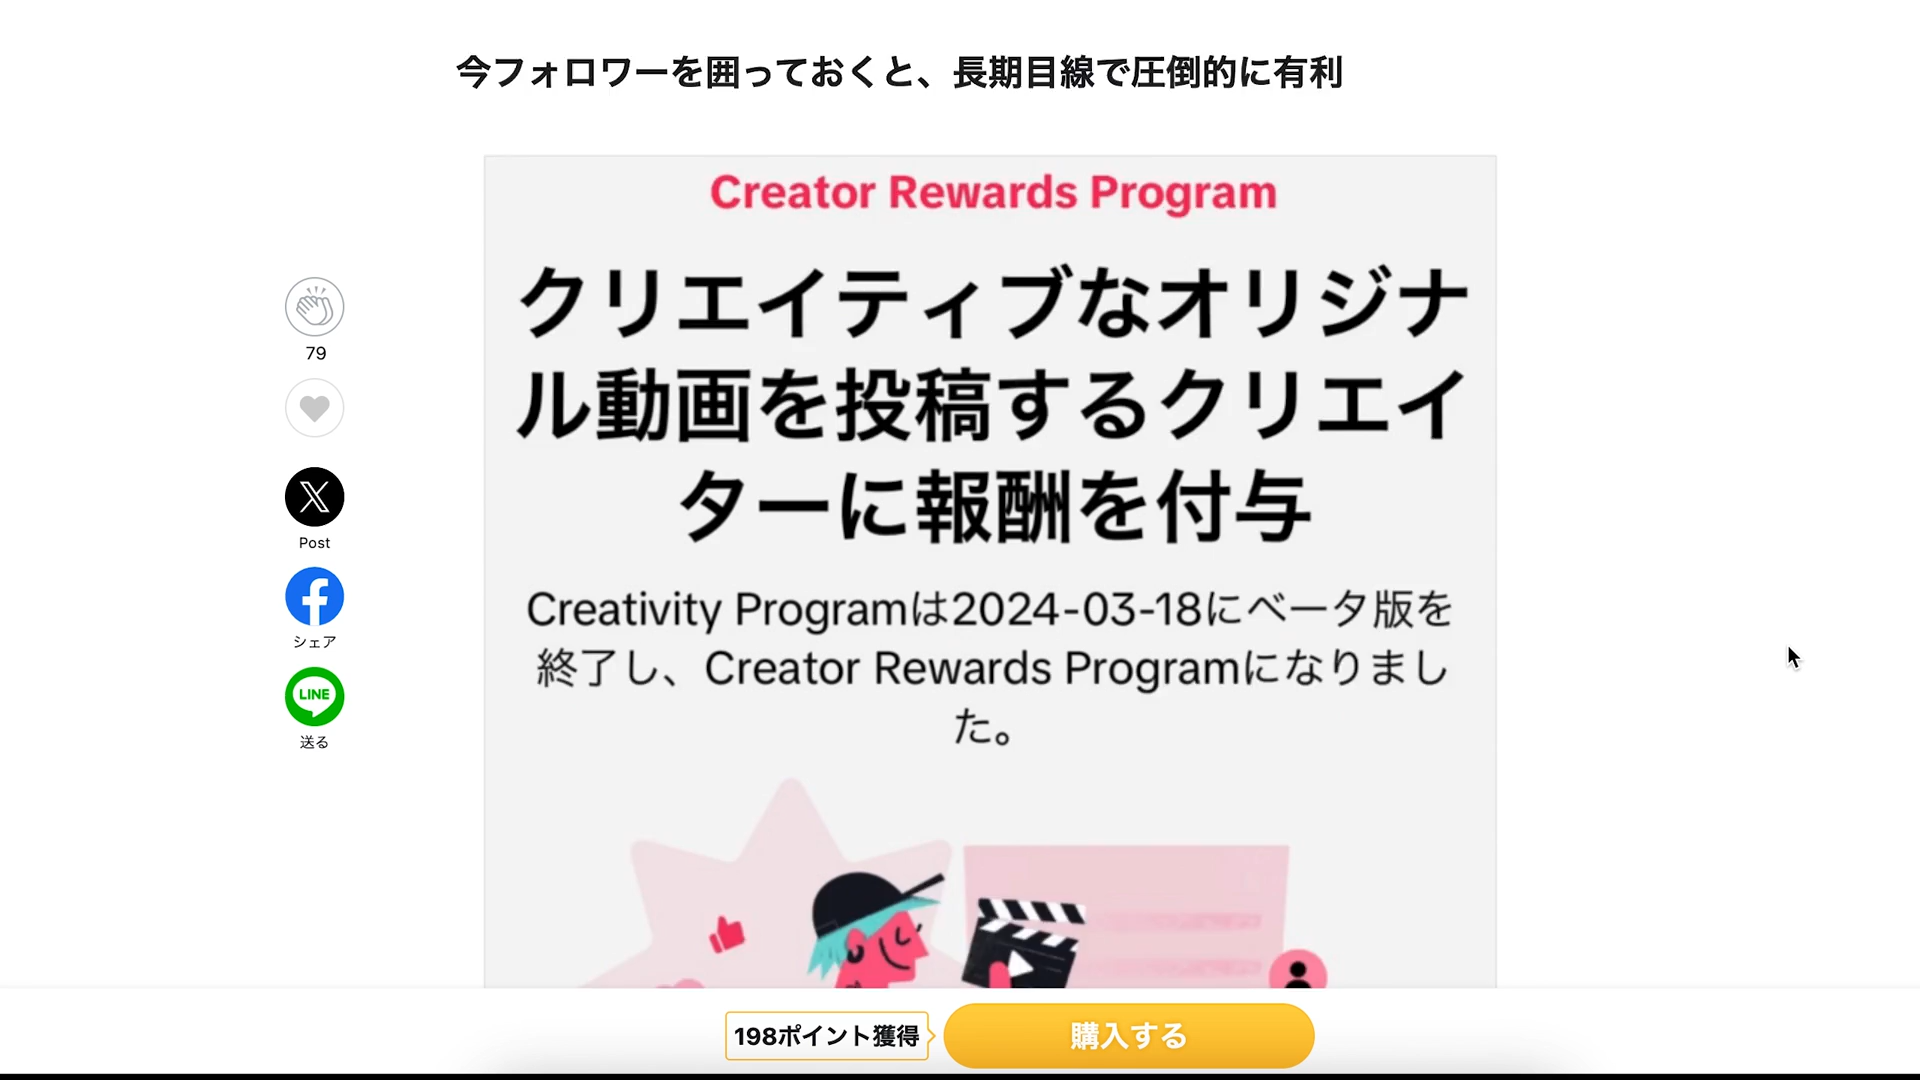 今フォロワーを囲っておくと、長期目線で圧倒的に有利
Creator Rewards Program
クリエイティブなオリジナ
ル動画を投稿するクリエイ
ターに報酬を付与
Creativity Programは2024-03-18にベータ版を
終了し、Creator Rewards Programになりまし
た。
79
Post
シェア
LINE
送る
198ポイント獲得
購入する